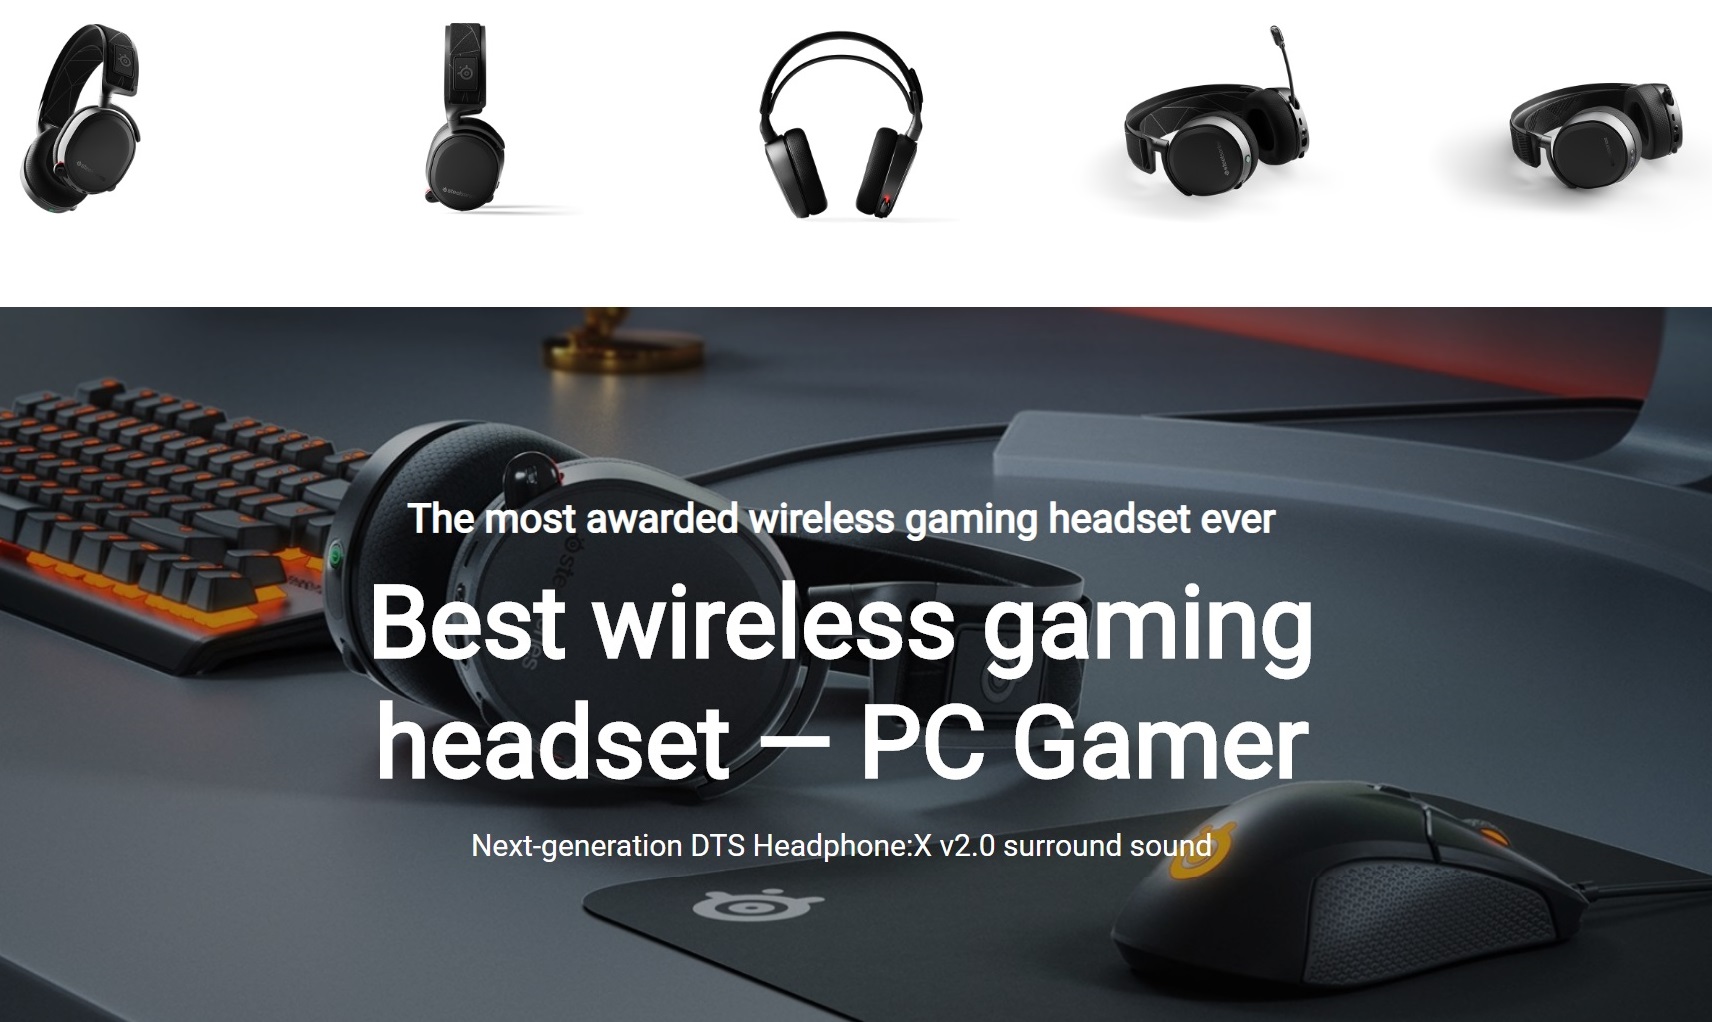 The most awarded wireless gaming headset ever
Best wireless gaming
headset — PC Gamer
Next-generation DTS Headphone:X v2.0 surround sound